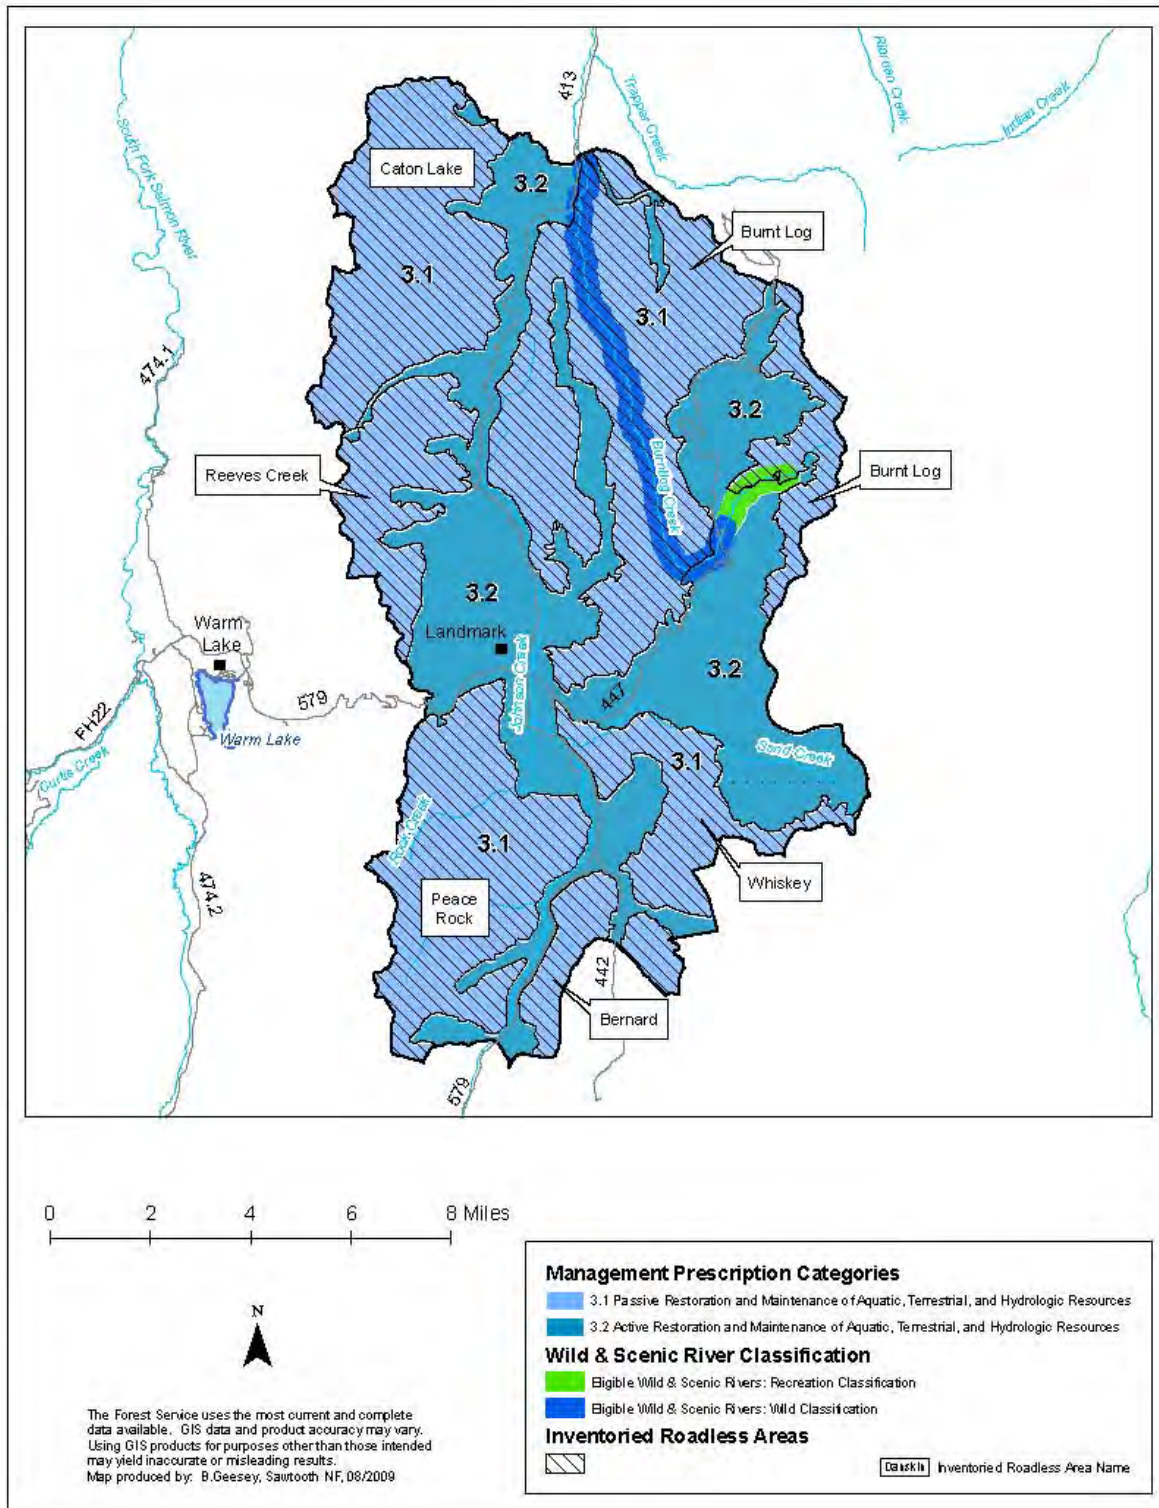 413
Trapper Creek
Riordan Creek
Indian Creek
South Fork Salmon River
Caton Lake
3.2
Burnt Log
3.1
3.1
474.1
3.2
Burntlog Creek
Reeves Creek
Burnt Log
3.2
Warm
Lake
Landmark
Johnson Creek
3.2
447
579
FH22
Warm Lake
Curtis Creek
Sand Creek
3.1
Rock Creek
3.1
474.2
Whiskey
Peace
Rock
442
Bernard
579
0 2 4 6 8 Miles
N
The Forest Service uses the most current and complete
data available. GIS data and product accuracy may vary.
Using GIS products for purposes other than those intended
may yield inaccurate or misleading results.
Map produced by: B.Geesey, Sawtooth NF, 08/2009
Management Prescription Categories
3.1 Passive Restoration and Maintenance of Aquatic, Terrestrial, and Hydrologic Resources
3.2 Active Restoration and Maintenance of Aquatic, Terrestrial, and Hydrologic Resources
Wild & Scenic River Classification
Eligible Wild & Scenic Rivers: Recreation Classification
Eligible Wild & Scenic Rivers: Wild Classification
Inventoried Roadless Areas
Danskin Inventoried Roadless Area Name